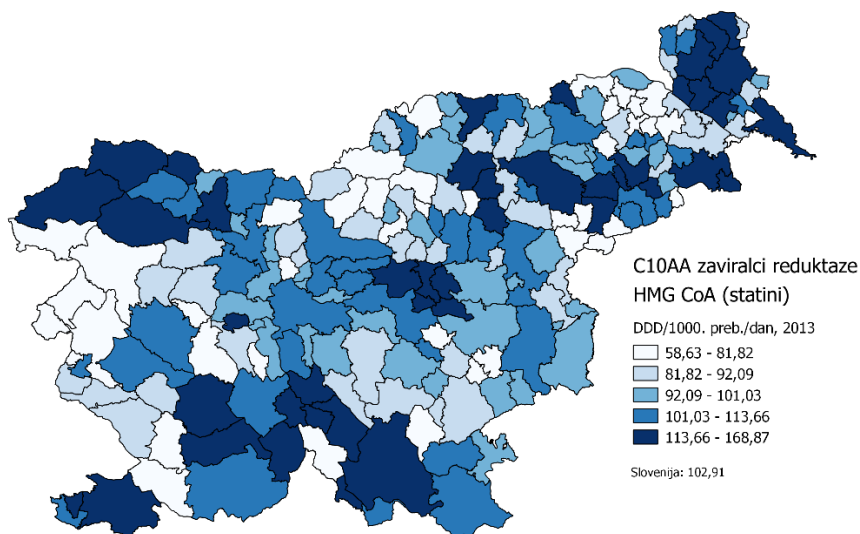 C10AA zaviralci reduktaze
HMG CoA (statini)
DDD/1000. preb./dan, 2013
58,63 - 81,82
81,82 - 92,09
92,09 - 101,03
101,03 - 113,66
113,66 - 168,87
Slovenija: 102,91